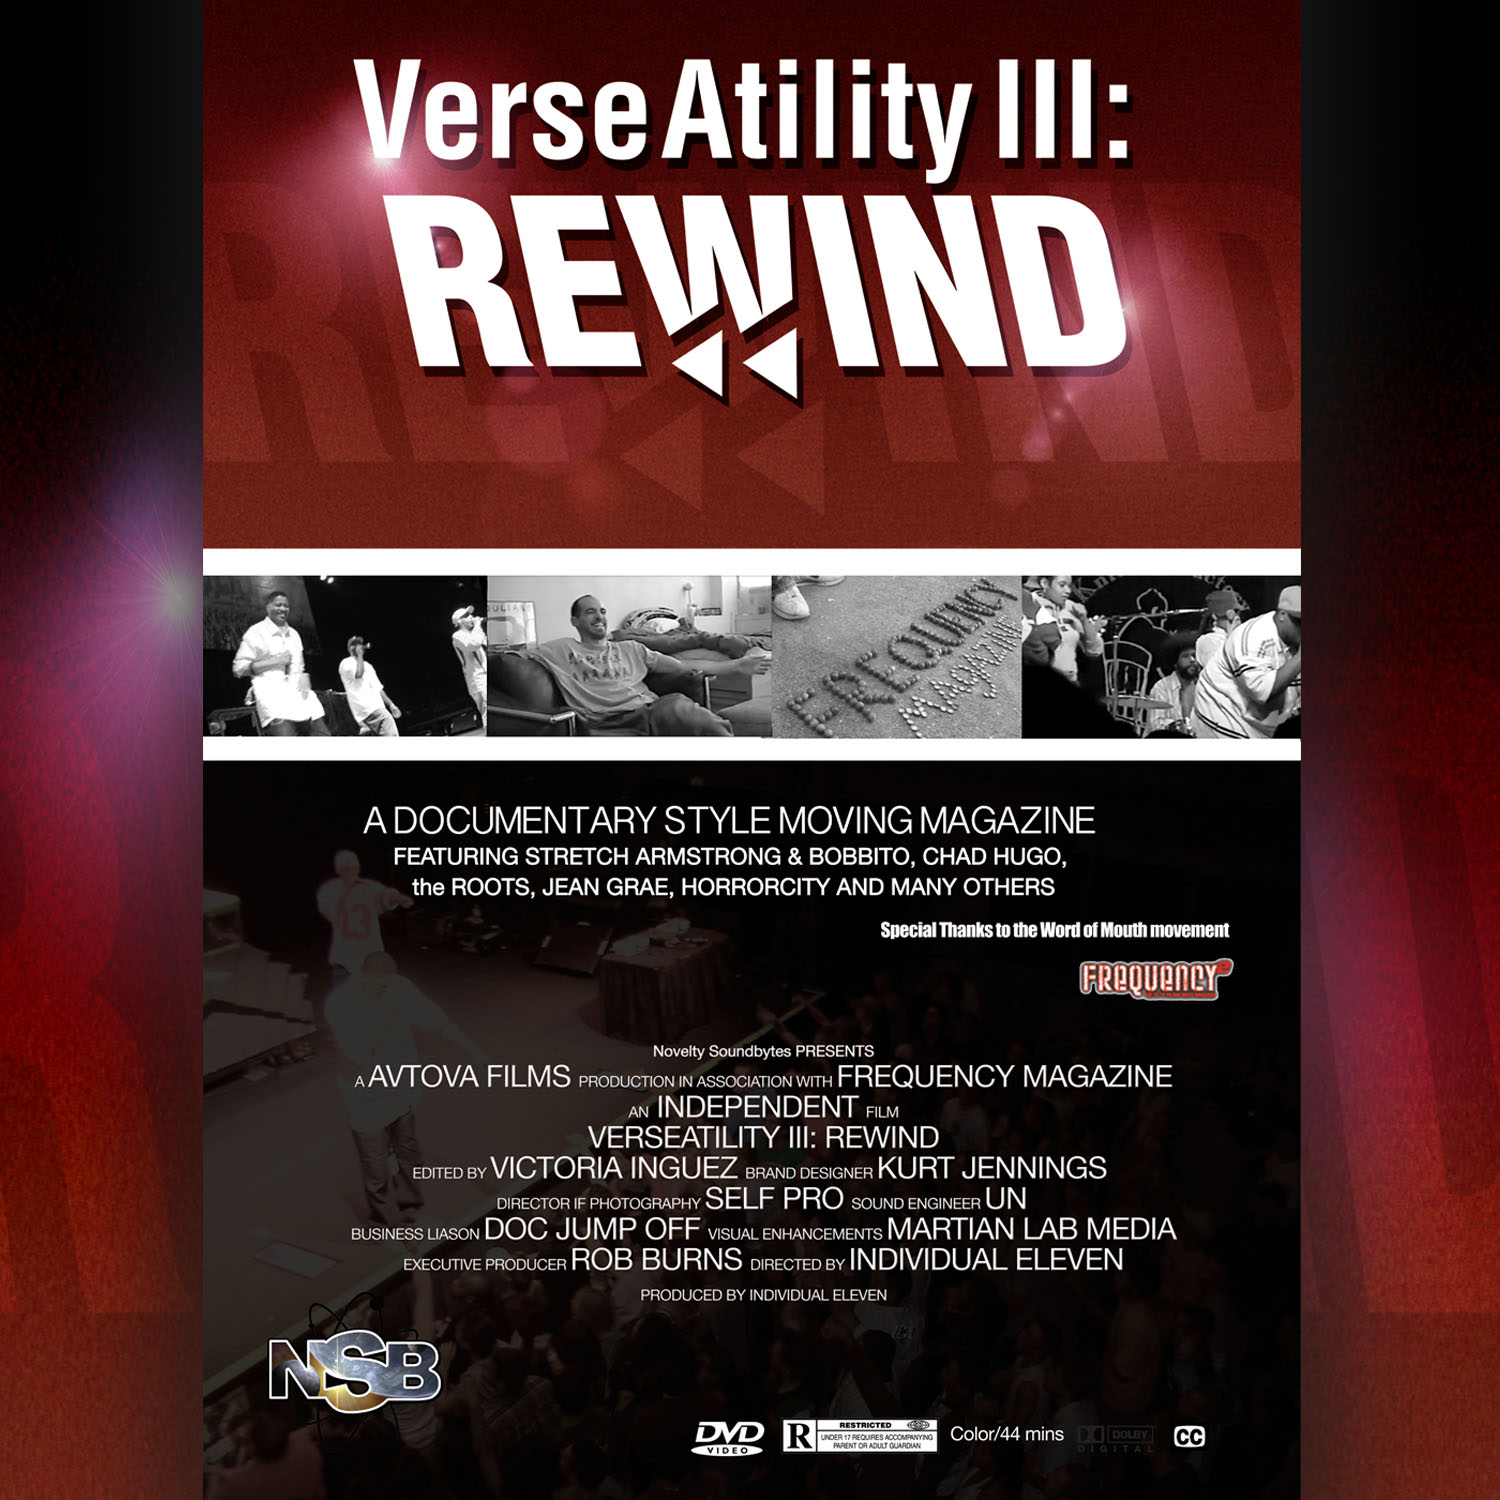 VerseAtility III:
REWIND
FREQUENCY
MAGAZINE
A DOCUMENTARY STYLE MOVING MAGAZINE
FEATURING STRETCH ARMSTRONG & BOBBITO, CHAD HUGO,
the ROOTS, JEAN GRAE, HORRORCITY AND MANY OTHERS
Special Thanks to the Word of Mouth movement
FREQUENCY2
Novelty Soundbytes PRESENTS
A AVTOVA FILMS PRODUCTION IN ASSOCIATION WITH FREQUENCY MAGAZINE
AN INDEPENDENT FILM
VERSEATILITY III: REWIND
EDITED BY VICTORIA INGUEZ BRAND DESIGNER KURT JENNINGS
DIRECTOR IF PHOTOGRAPHY SELF PRO SOUND ENGINEER UN
BUSINESS LIASON DOC JUMP OFF VISUAL ENHANCEMENTS MARTIAN LAB MEDIA
EXECUTIVE PRODUCER ROB BURNS DIRECTED BY INDIVIDUAL ELEVEN
PRODUCED BY INDIVIDUAL ELEVEN
NSB
DVD
VIDEO
R
RESTRICTED
UNDER 17 REQUIRES ACCOMPANYING
PARENT OR ADULT GUARDIAN
Color/44 mins
DOLBY
DIGITAL
CC